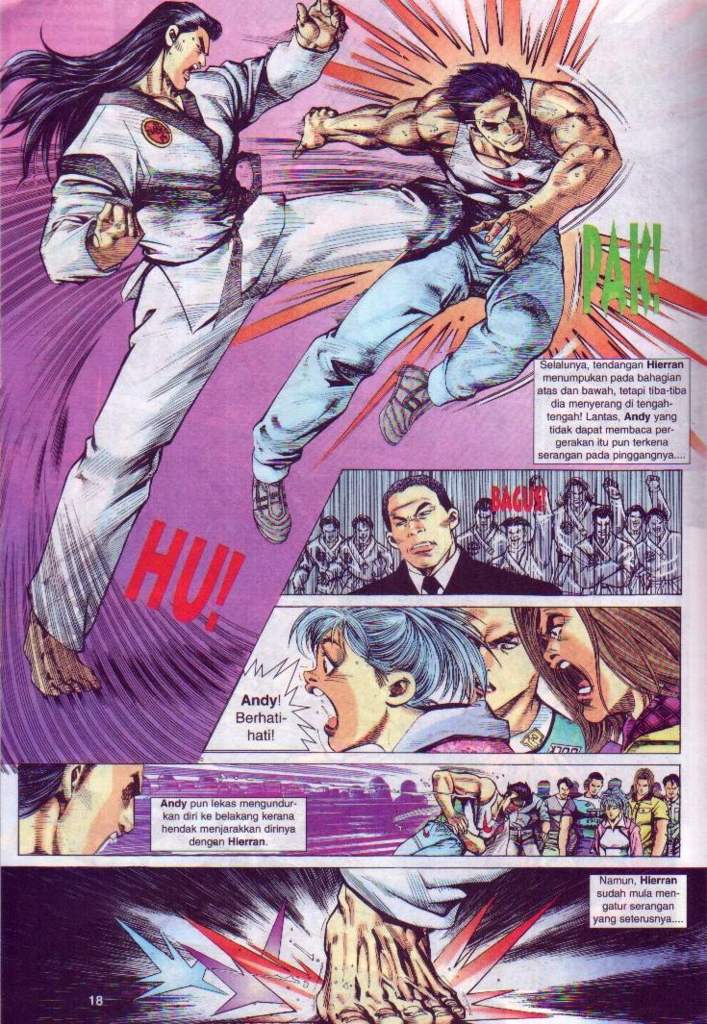 PAK!
Selalunya, tendangan Hierran
menumpukan pada bahagian
atas dan bawah, tetapi tiba-tiba
dia menyerang di tengah-
tengah! Lantas, Andy yang
tidak dapat membaca per-
gerakan itu pun terkena
serangan pada pinggangnya....
HU!
BAGUS!
Andy!
Berhati-
hati!
Andy pun lekas mengundur-
kan diri ke belakang kerana
hendak menjarakkan dirinya
dengan Hierran.
Namun, Hierran
sudah mula me-
ngatur serangan
yang seterusnya....
18